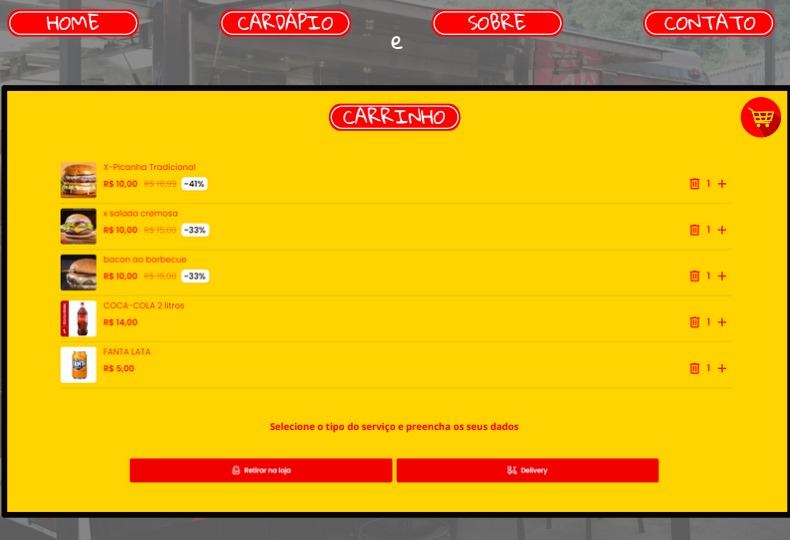 HOME
CARDÁPIO
SOBRE
CONTATO
e
CARRINHO
X-Picanha Tradicional
R$ 10,00 R$ 16,99 -41%
1 +
x salada cremosa
R$ 10,00 R$ 15,00 -33%
1 +
bacon ao barbecue
R$ 10,00 R$ 15,00 -33%
1 +
COCA-COLA 2 litros
R$ 14,00
1 +
FANTA LATA
R$ 5,00
1 +
Selecione o tipo do serviço e preencha os seus dados
Retirar na loja
Delivery